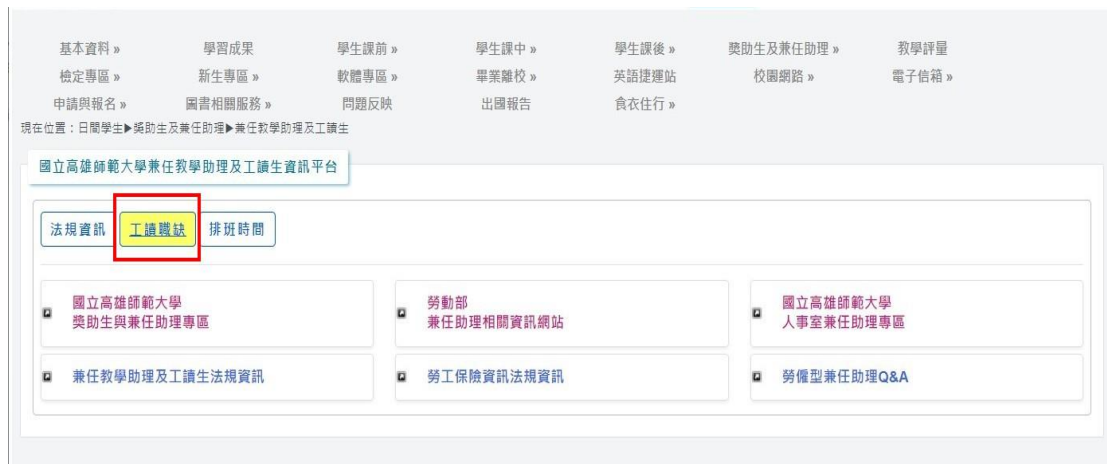 基本資料 » 學習成果 學生課前 » 學生課中 » 學生課後 » 獎助生及兼任助理 » 教學評量
檢定專區 » 新生專區 » 軟體專區 » 畢業離校 » 英語捷運站 校園網路 » 電子信箱 »
申請與報名 » 圖書相關服務 » 問題反映 出國報告 食衣住行 »
現在位置：日間學生▶獎助生及兼任助理▶兼任教學助理及工讀生
國立高雄師範大學兼任教學助理及工讀生資訊平台
法規資訊 工讀職缺 排班時間
國立高雄師範大學
獎助生與兼任助理專區
勞動部
兼任助理相關資訊網站
國立高雄師範大學
人事室兼任助理專區
兼任教學助理及工讀生法規資訊
勞工保險資訊法規資訊
勞僱型兼任助理Q&A